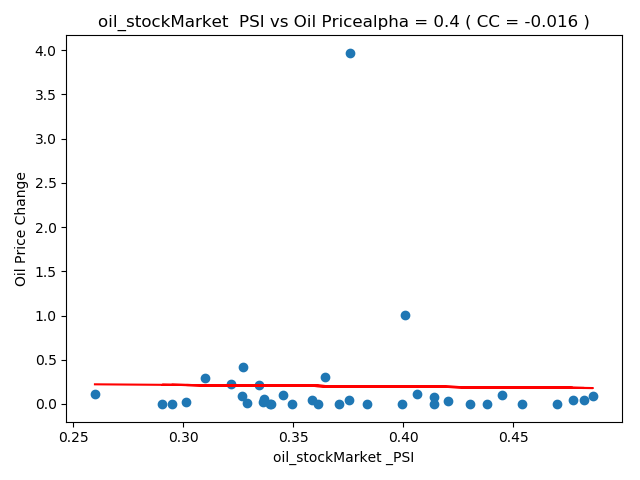 oil_stockMarket  PSI vs Oil Pricealpha = 0.4 ( CC = -0.016 )
4.0
3.5
3.0
2.5
2.0
1.5
1.0
0.5
0.0
Oil Price Change
0.25 0.30 0.35 0.40 0.45
oil_stockMarket _PSI